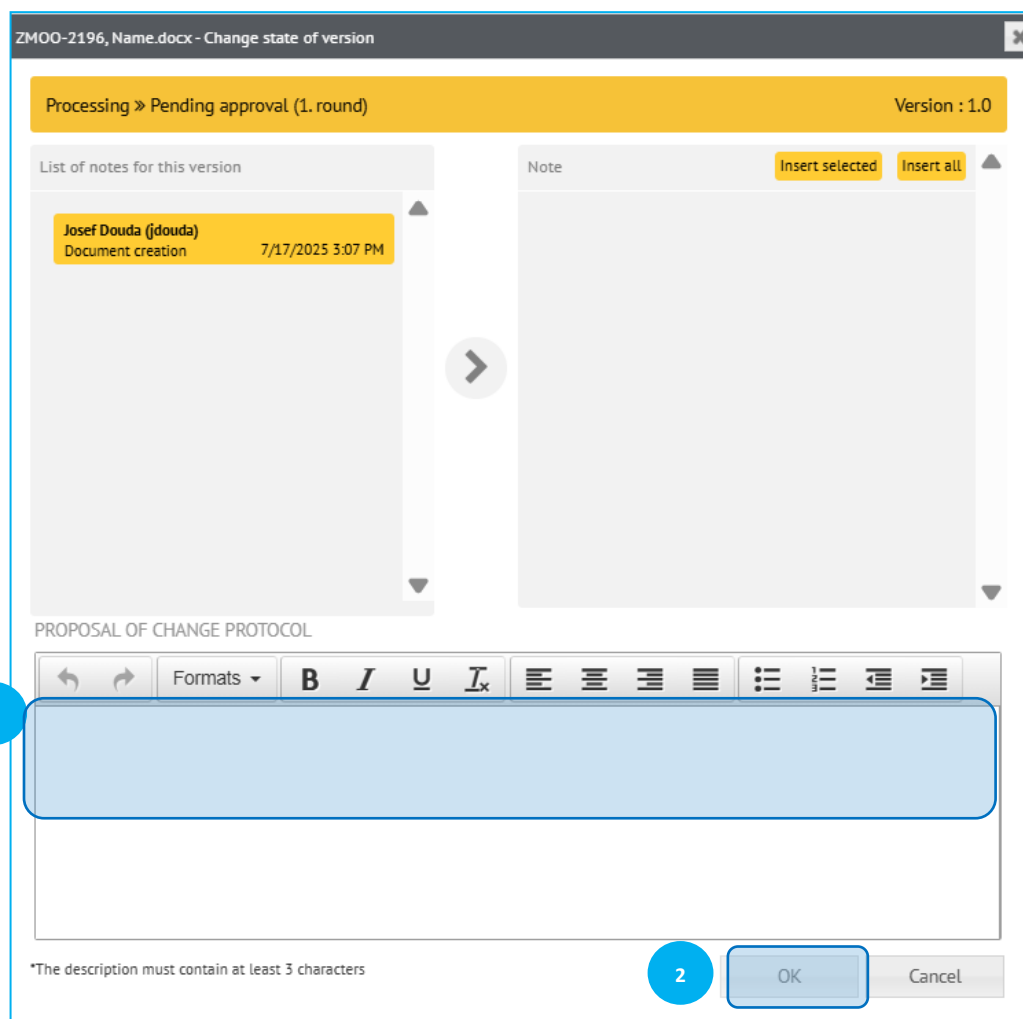 ZMOO-2196, Name.docx - Change state of version
Processing » Pending approval (1. round) Version : 1.0
List of notes for this version
Note Insert selected Insert all
Josef Douda (jdouda)
Document creation 7/17/2025 3:07 PM
PROPOSAL OF CHANGE PROTOCOL
Formats B I U Tx
*The description must contain at least 3 characters
2
OK Cancel